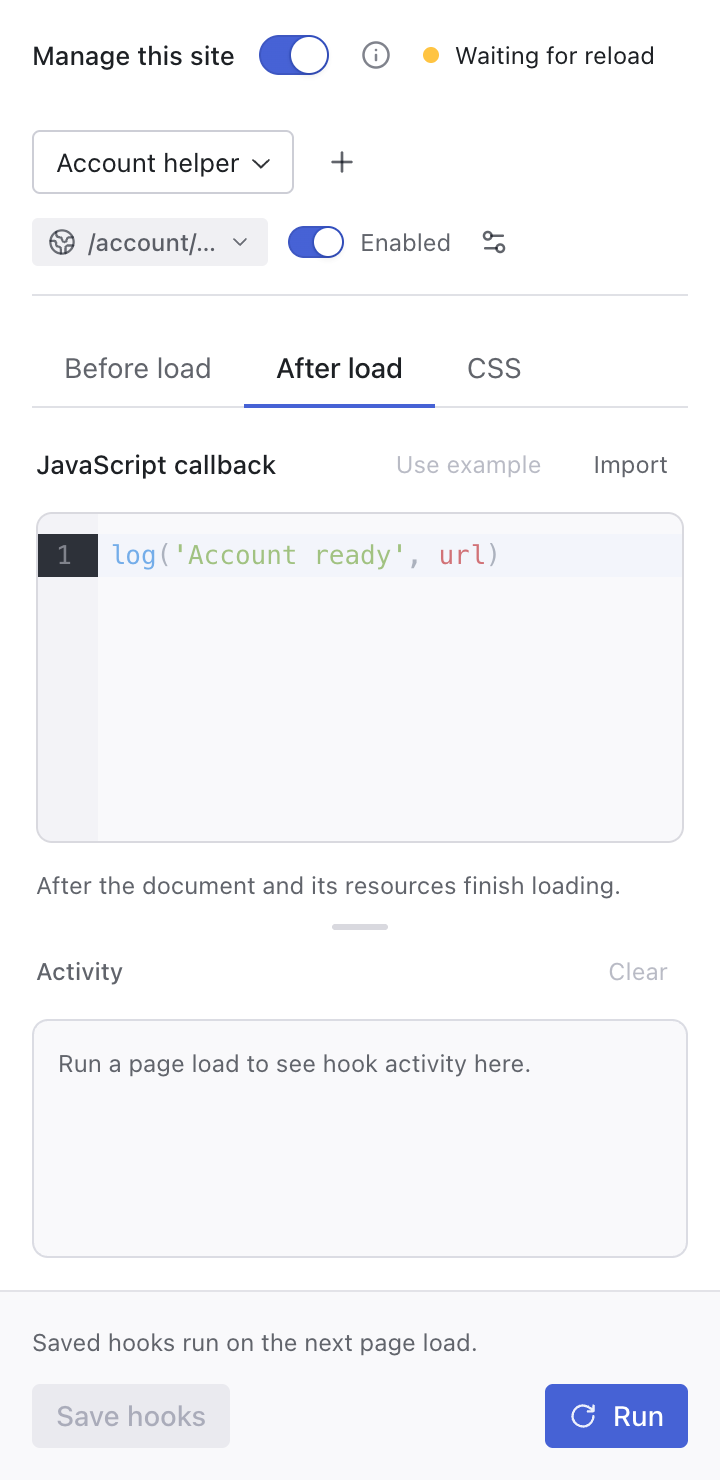 Manage this site Waiting for reload
Account helper
/account/... Enabled
Before load After load CSS
JavaScript callback Use example Import
1 log('Account ready', url)
After the document and its resources finish loading.
Activity Clear
Run a page load to see hook activity here.
Saved hooks run on the next page load.
Save hooks Run